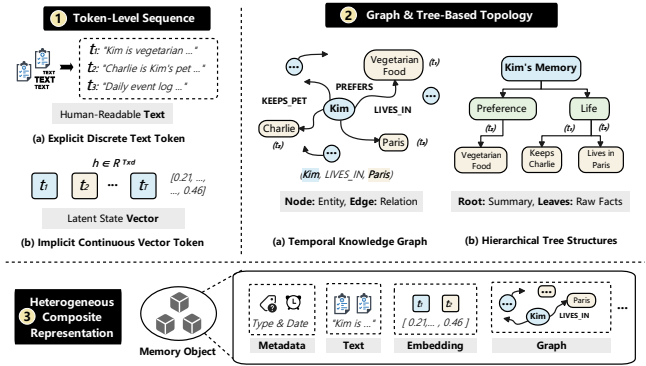 1 Token-Level Sequence
TEXT
TEXT
TEXT
t1: "Kim is vegetarian ..."
t2: "Charlie is Kim's pet ..."
t3: "Daily event log ..."
Human-Readable Text
(a) Explicit Discrete Text Token
h ∈ R Txd
t1 t2 ... tT
[0.21, ...,
..., 0.46]
Latent State Vector
(b) Implicit Continuous Vector Token
2 Graph & Tree-Based Topology
Vegetarian
Food
(t1)
PREFERS
KEEPS_PET
Kim
LIVES_IN
Charlie
(t2)
Paris
(t3)
(Kim, LIVES_IN, Paris)
Node: Entity, Edge: Relation
(a) Temporal Knowledge Graph
Kim's Memory
Preference
Life
(t2)
(t1)
(t3)
Vegetarian
Food
Keeps
Charlie
Lives in
Paris
Root: Summary, Leaves: Raw Facts
(b) Hierarchical Tree Structures
3 Heterogeneous
Composite
Representation
Memory Object
Type & Date
Metadata
"Kim is ..."
Text
t1 t2
[ 0.21,... , 0.46 ]
Embedding
Kim
Paris
LIVES_IN
Graph
...